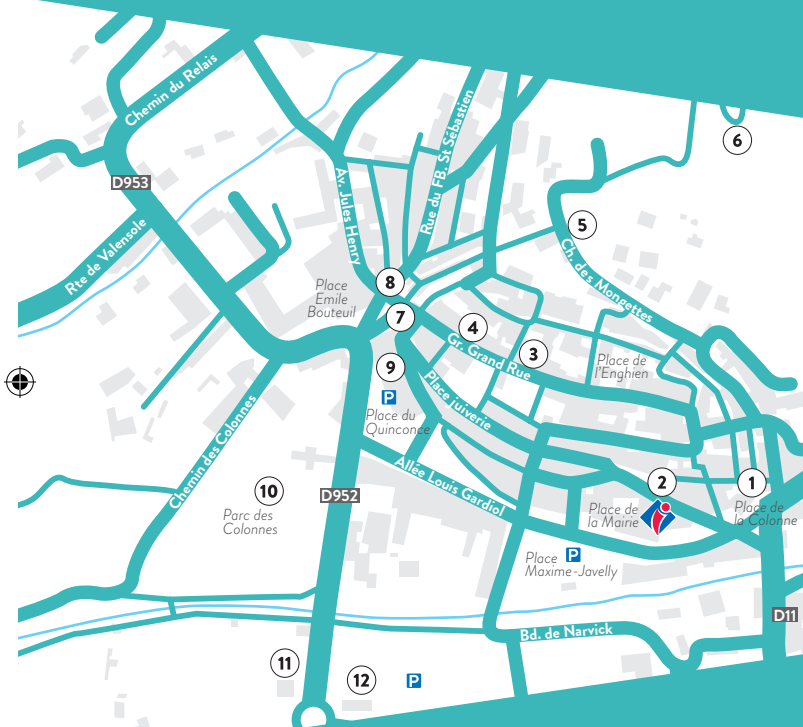 Chemin du Relais
6
D953
Av. Jules Henry
Rue du FB. St Sébastien
5
Rte de Valensole
Ch. des Mongettes
8
Place
Emile
Bouteuil
7
4
Gr. Grand Rue
3
9
Place de
l'Enghien
P
Place juiverie
Place du
Quinconce
Chemin des Colonnes
Allée Louis Gardiol
10
D952
2
1
Parc des
Colonnes
Place de
la Mairie
Place de
la Colonne
Place
Maxime-Javelly
P
D11
Bd. de Narvick
11
12
P